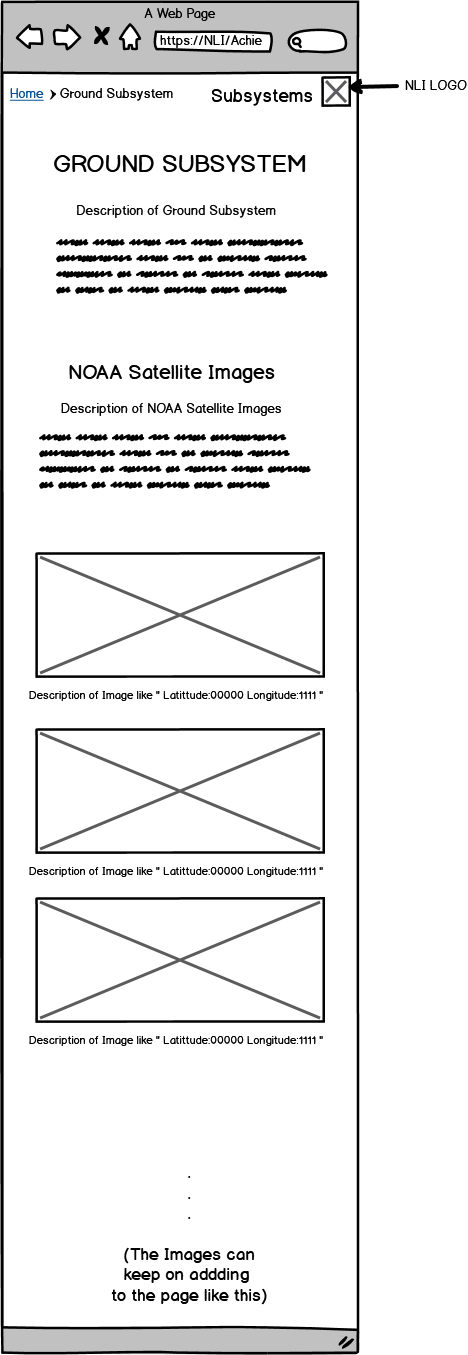 A Web Page
https://NLI/Achie
Home > Ground Subsystem
Subsystems
NLI LOGO
GROUND SUBSYSTEM
Description of Ground Subsystem
NOAA Satellite Images
Description of NOAA Satellite Images
Description of Image like " Latittude:00000 Longitude:1111 "
Description of Image like " Latittude:00000 Longitude:1111 "
Description of Image like " Latittude:00000 Longitude:1111 "
.
.
.
(The Images can
keep on addding
to the page like this)